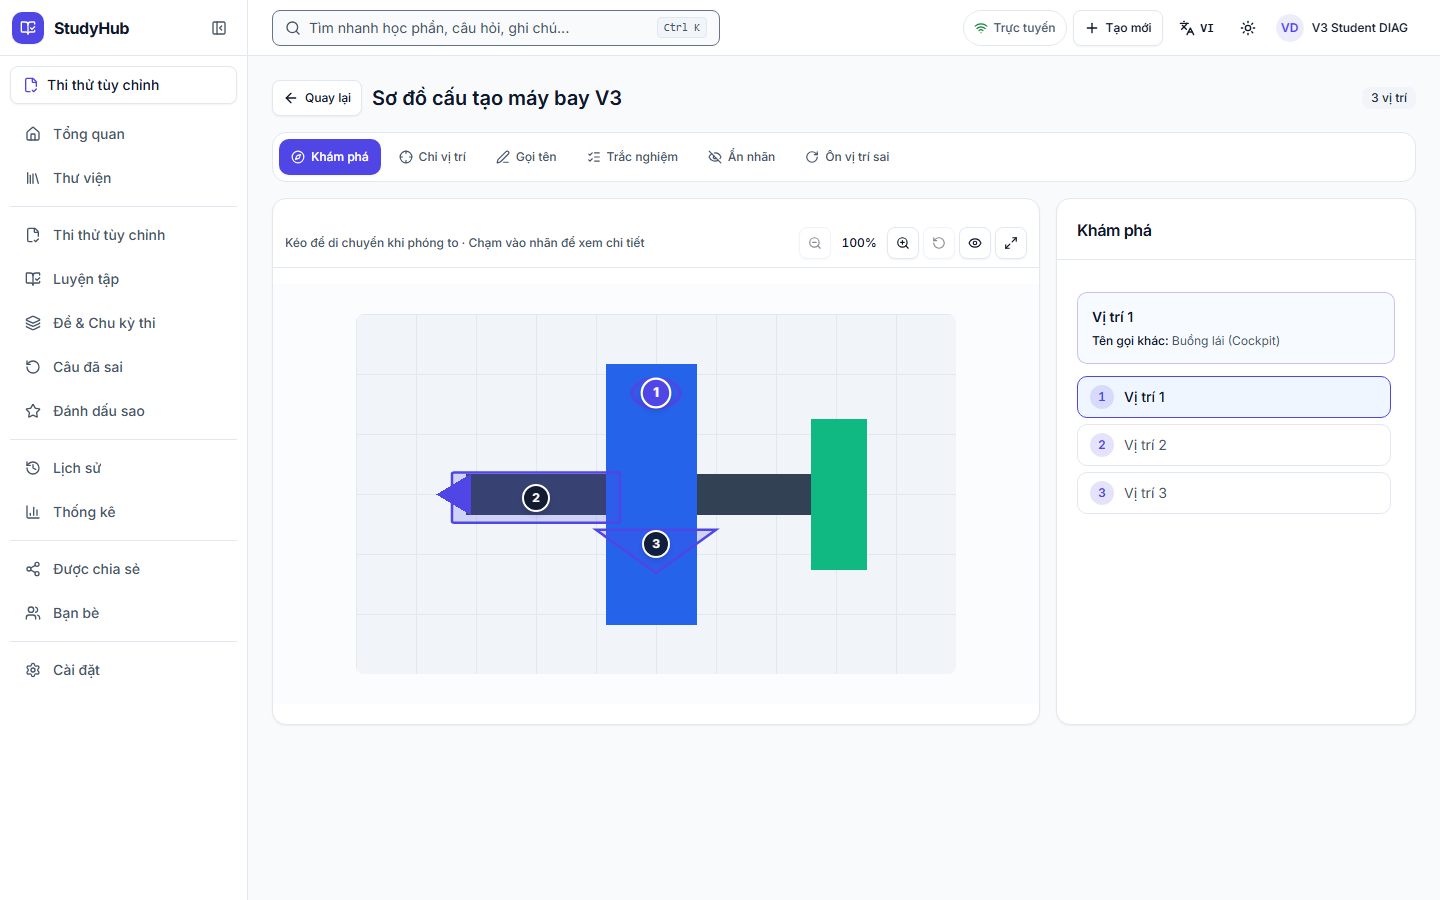 StudyHub
Tìm nhanh học phần, câu hỏi, ghi chú...
Ctrl K
Trực tuyến
Tạo mới
VI
VD
V3 Student DIAG
Thi thử tùy chỉnh
Tổng quan
Thư viện
Thi thử tùy chỉnh
Luyện tập
Đề & Chu kỳ thi
Câu đã sai
Đánh dấu sao
Lịch sử
Thống kê
Được chia sẻ
Bạn bè
Cài đặt
Quay lại
Sơ đồ cấu tạo máy bay V3
3 vị trí
Khám phá
Chỉ vị trí
Gọi tên
Trắc nghiệm
Ẩn nhãn
Ôn vị trí sai
Kéo để di chuyển khi phóng to · Chạm vào nhãn để xem chi tiết
100%
1
2
3
Khám phá
Vị trí 1
Tên gọi khác: Buồng lái (Cockpit)
1 Vị trí 1
2 Vị trí 2
3 Vị trí 3